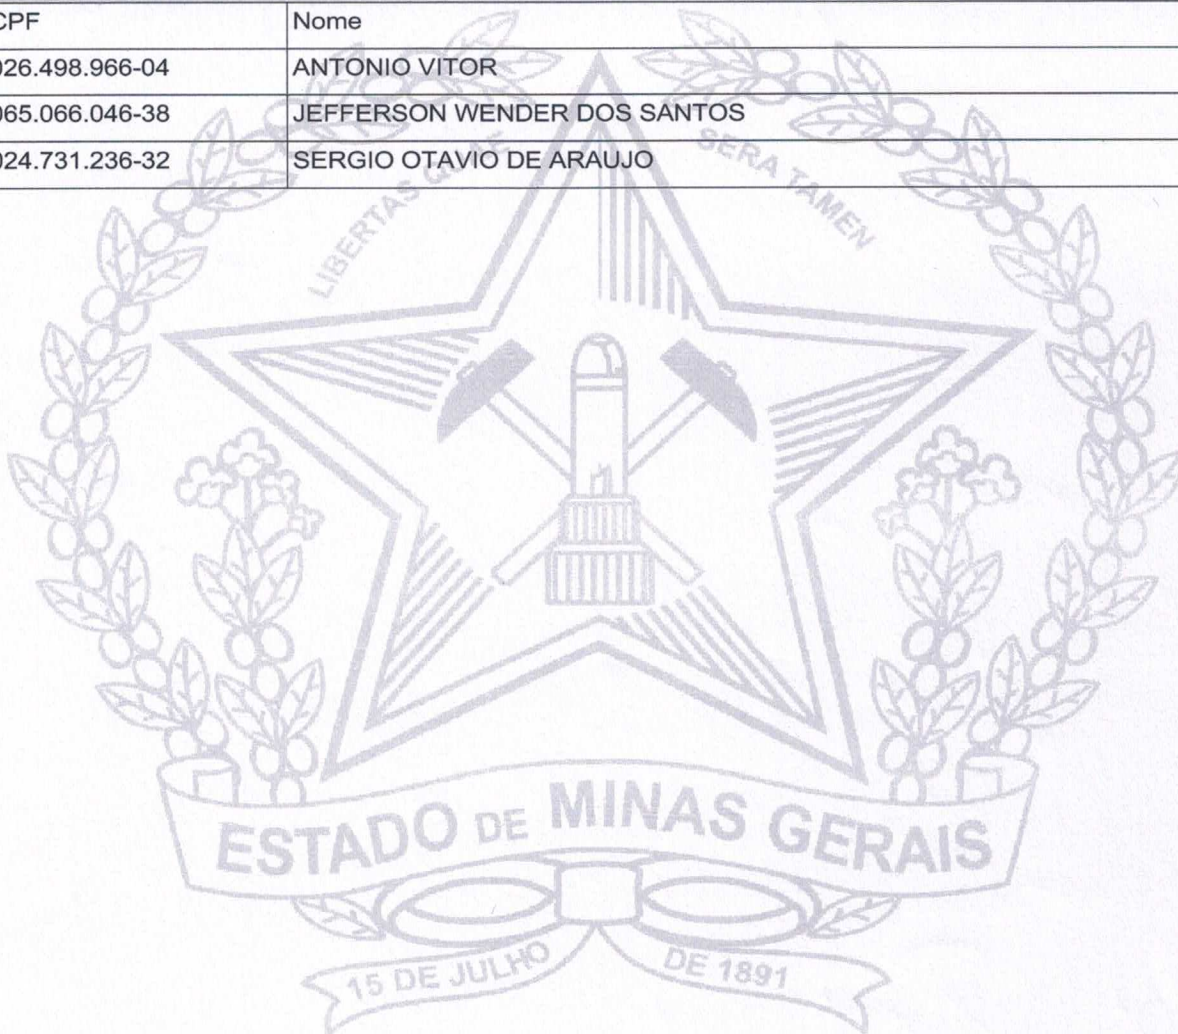 CPF Nome
026.498.966-04 ANTONIO VITOR
065.066.046-38 JEFFERSON WENDER DOS SANTOS
024.731.236-32 SERGIO OTAVIO DE ARAUJO
LIBERTAS QUAE SERA TAMEN
ESTADO DE MINAS GERAIS
15 DE JULHO DE 1891